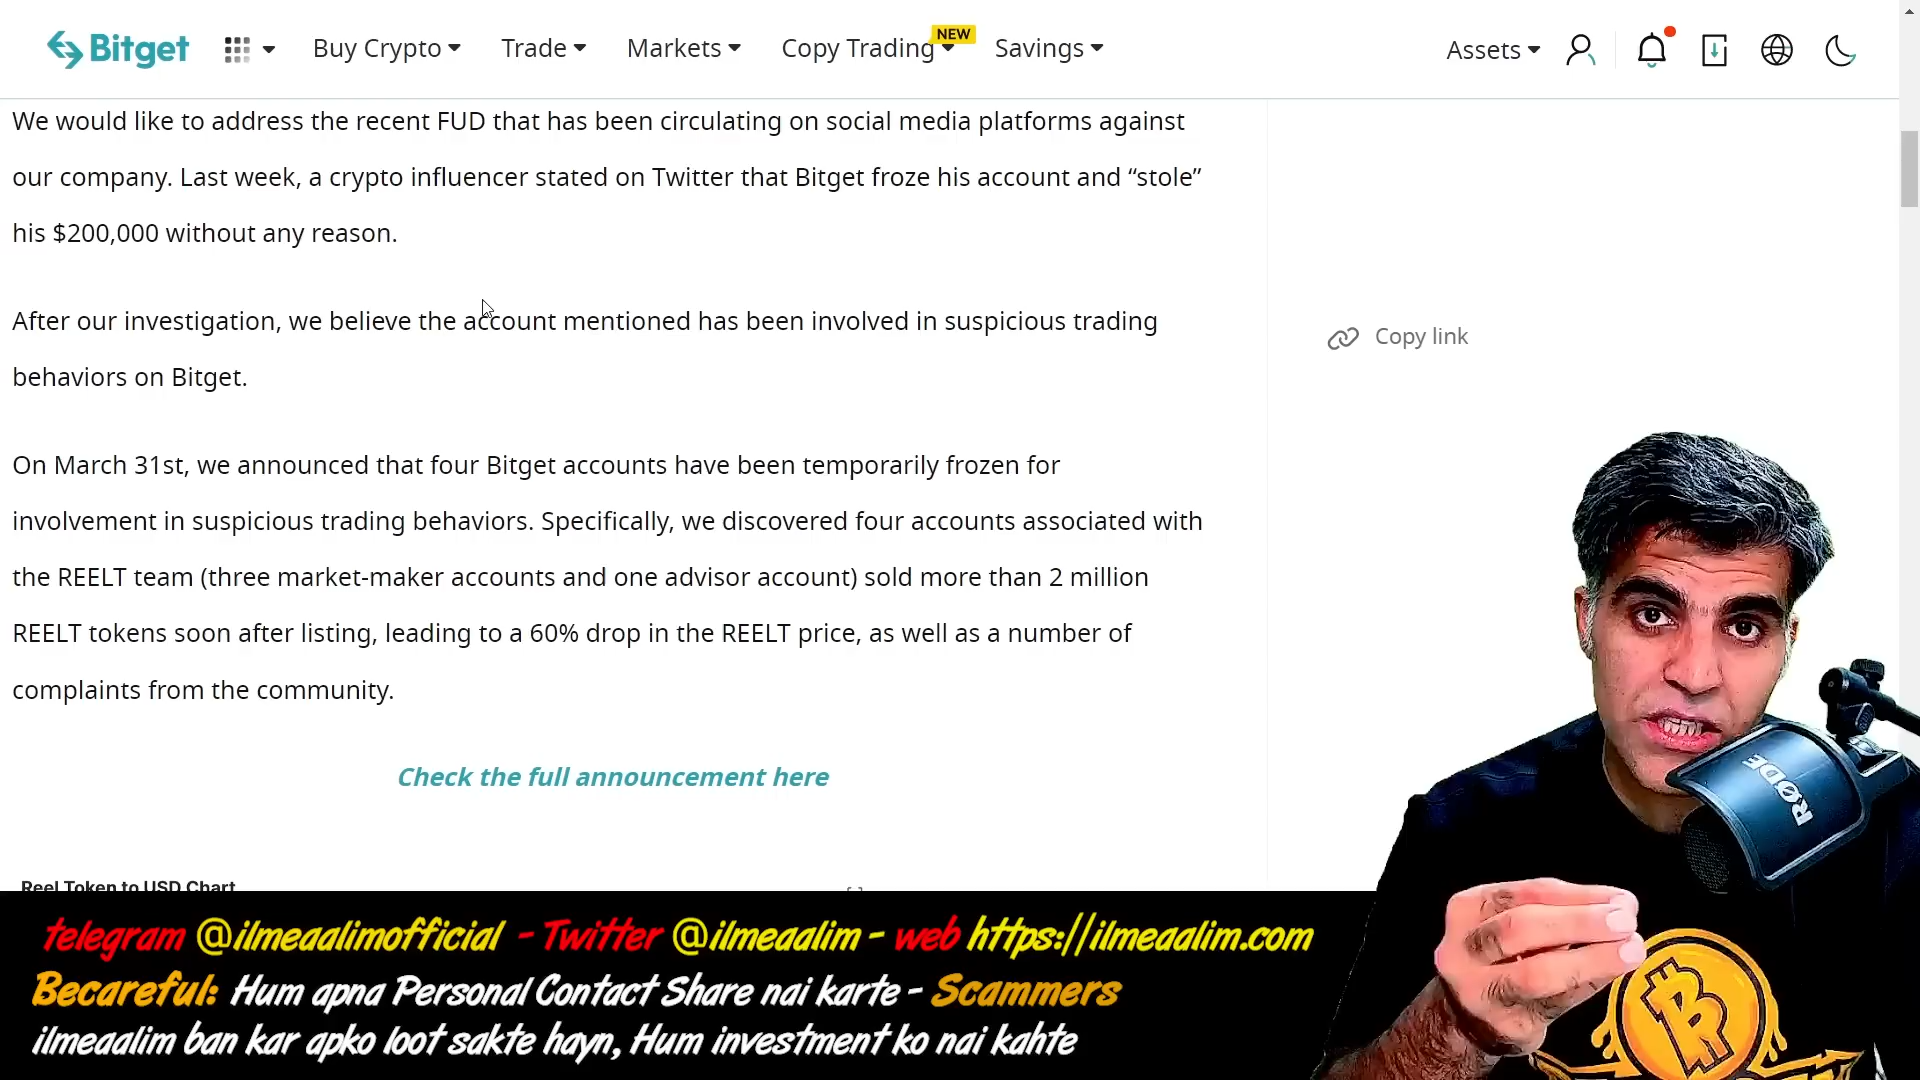 Bitget
Buy Crypto Trade Markets Copy Trading NEW Savings Assets
We would like to address the recent FUD that has been circulating on social media platforms against
our company. Last week, a crypto influencer stated on Twitter that Bitget froze his account and “stole”
his $200,000 without any reason.
After our investigation, we believe the account mentioned has been involved in suspicious trading
behaviors on Bitget.
Copy link
On March 31st, we announced that four Bitget accounts have been temporarily frozen for
involvement in suspicious trading behaviors. Specifically, we discovered four accounts associated with
the REELT team (three market-maker accounts and one advisor account) sold more than 2 million
REELT tokens soon after listing, leading to a 60% drop in the REELT price, as well as a number of
complaints from the community.
Check the full announcement here
Reel Token to USD Chart
RØDE
telegram @ilmeaalimofficial - Twitter @ilmeaalim - web https://ilmeaalim.com
Becareful: Hum apna Personal Contact Share nai karte - Scammers
ilmeaalim ban kar apko loot sakte hayn, Hum investment ko nai kahte